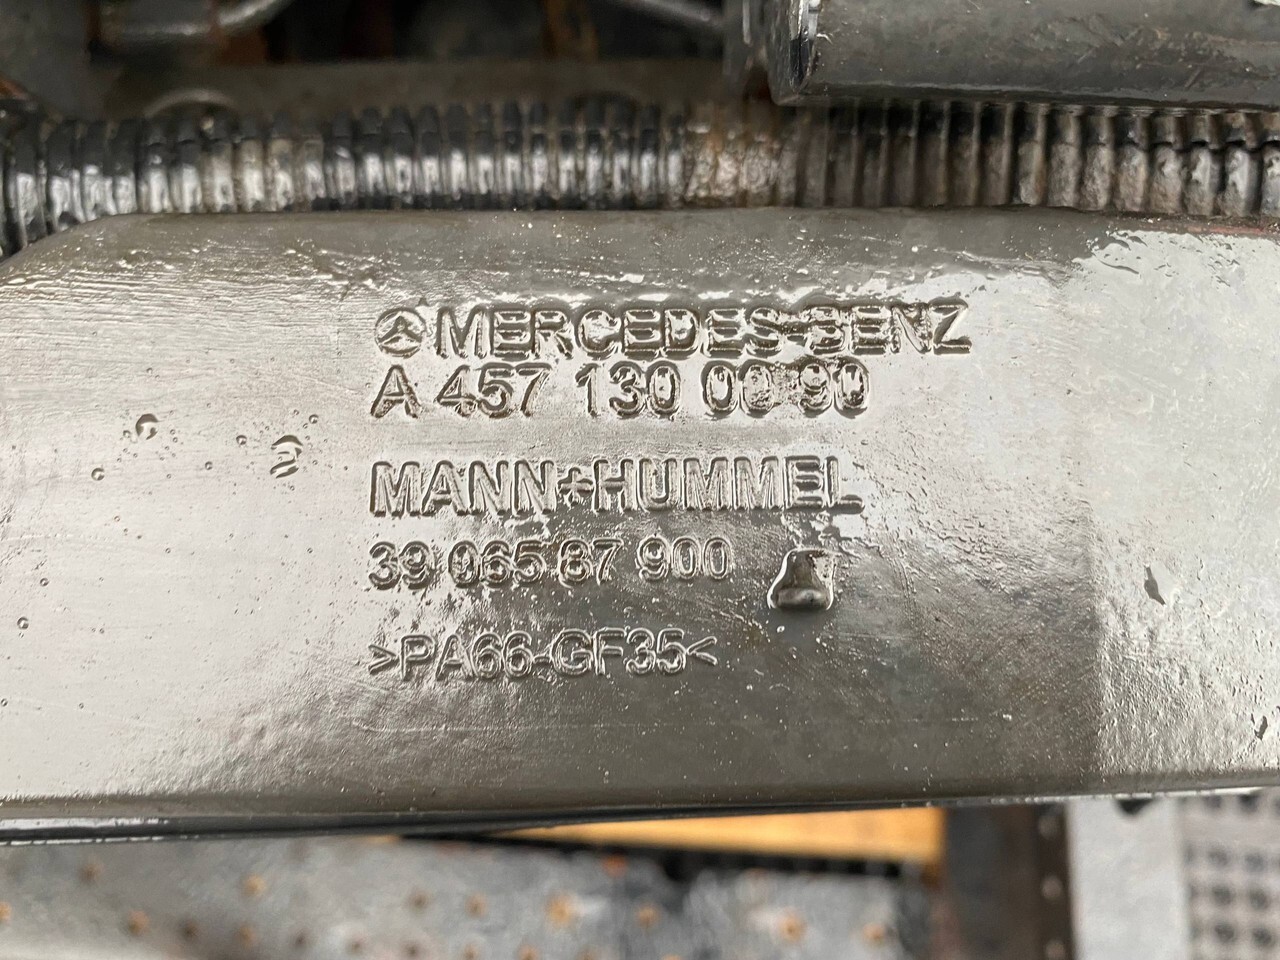 MERCEDES-BENZ
A 457 130 00 90
MANN+HUMMEL
39 065 87 900
>PA66-GF35<